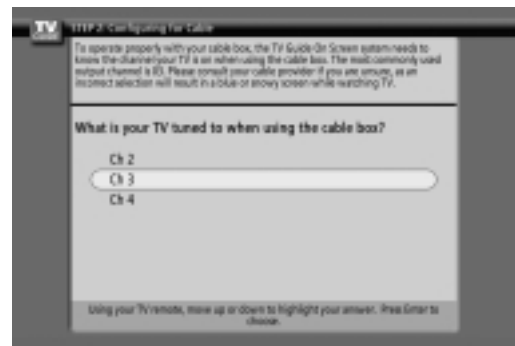 TV
GUIDE
STEP 2: Configuring for Cable
To operate properly with your cable box, the TV Guide On Screen system needs to
know the channel your TV is on when using the cable box. The most commonly used
output channel is Please consult your cable provider if you are unsure, as an
incorrect selection will result in a blue or snowy screen while watching TV.
What is your TV tuned to when using the cable box?
Ch 2
Ch 3
Ch 4
Using your TV remote, move up or down to highlight your answer. Press Enter to
choose.